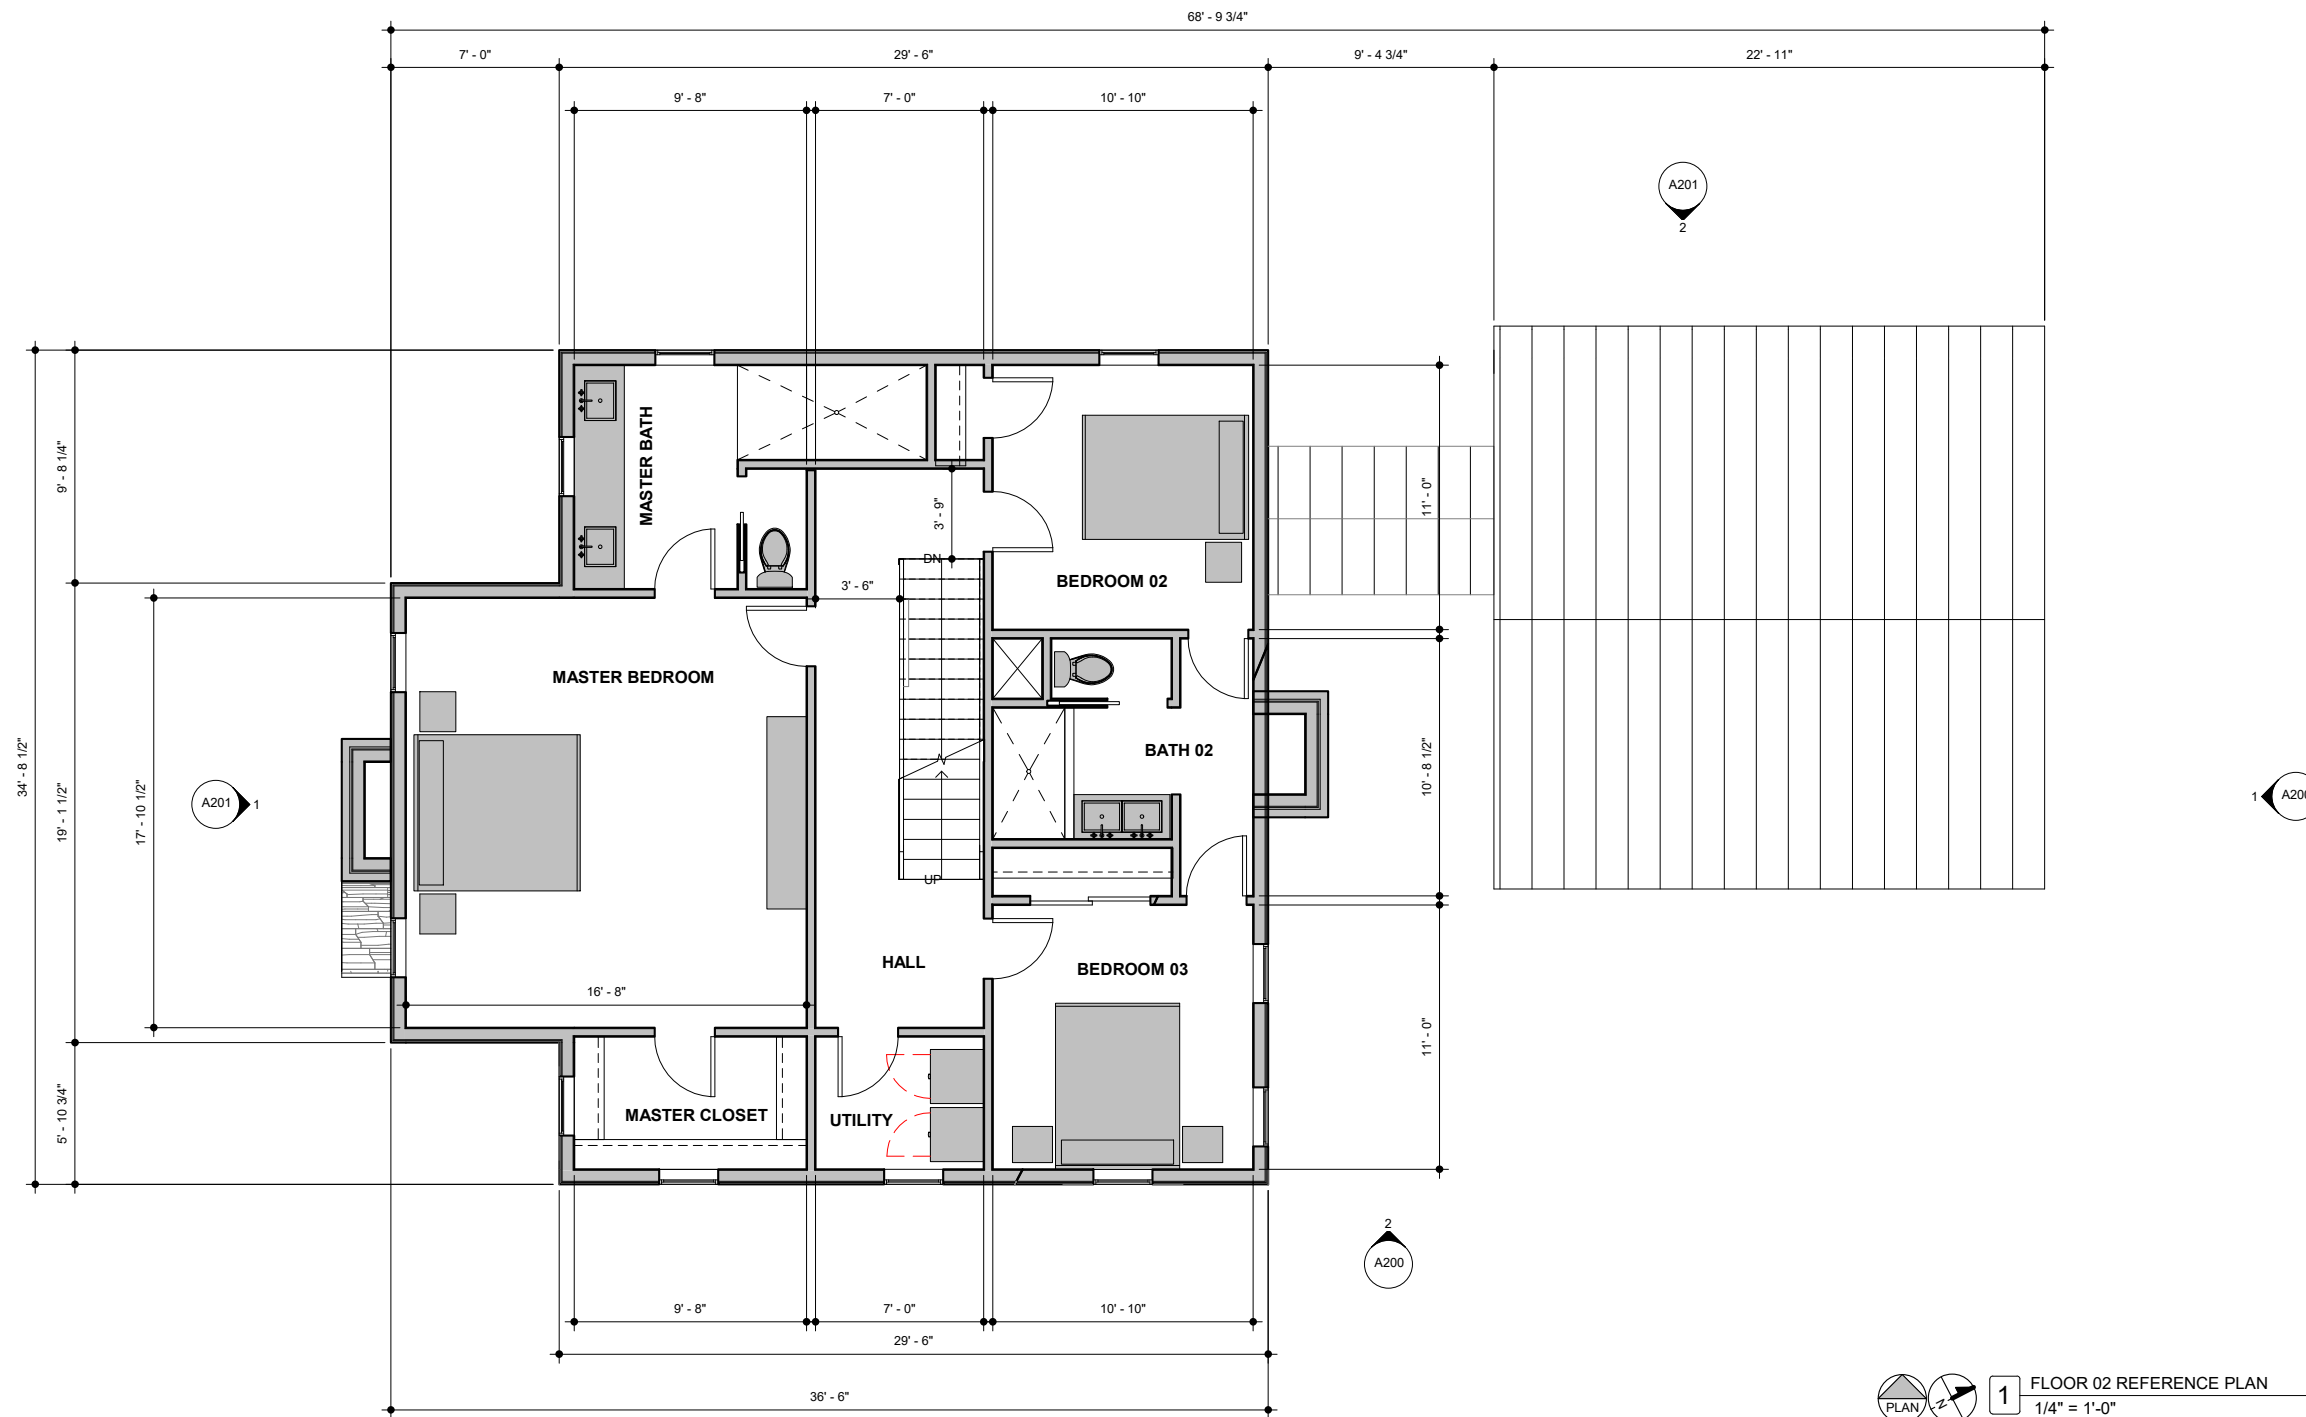 68' - 9 3/4"
7' - 0"
29' - 6"
9' - 4 3/4"
22' - 11"
9' - 8"
7' - 0"
10' - 10"
A201
2
MASTER BATH
9' - 8 1/4"
3' - 9"
11' - 0"
DN
3' - 6"
BEDROOM 02
MASTER BEDROOM
BATH 02
34' - 8 1/2"
19' - 1 1/2"
17' - 10 1/2"
A201
1
10' - 8 1/2"
1
UP
HALL
BEDROOM 03
16' - 8"
11' - 0"
5' - 10 3/4"
MASTER CLOSET
UTILITY
2
A200
9' - 8"
7' - 0"
10' - 10"
29' - 6"
36' - 6"
PLAN
N
1
FLOOR 02 REFERENCE PLAN
1/4" = 1'-0"